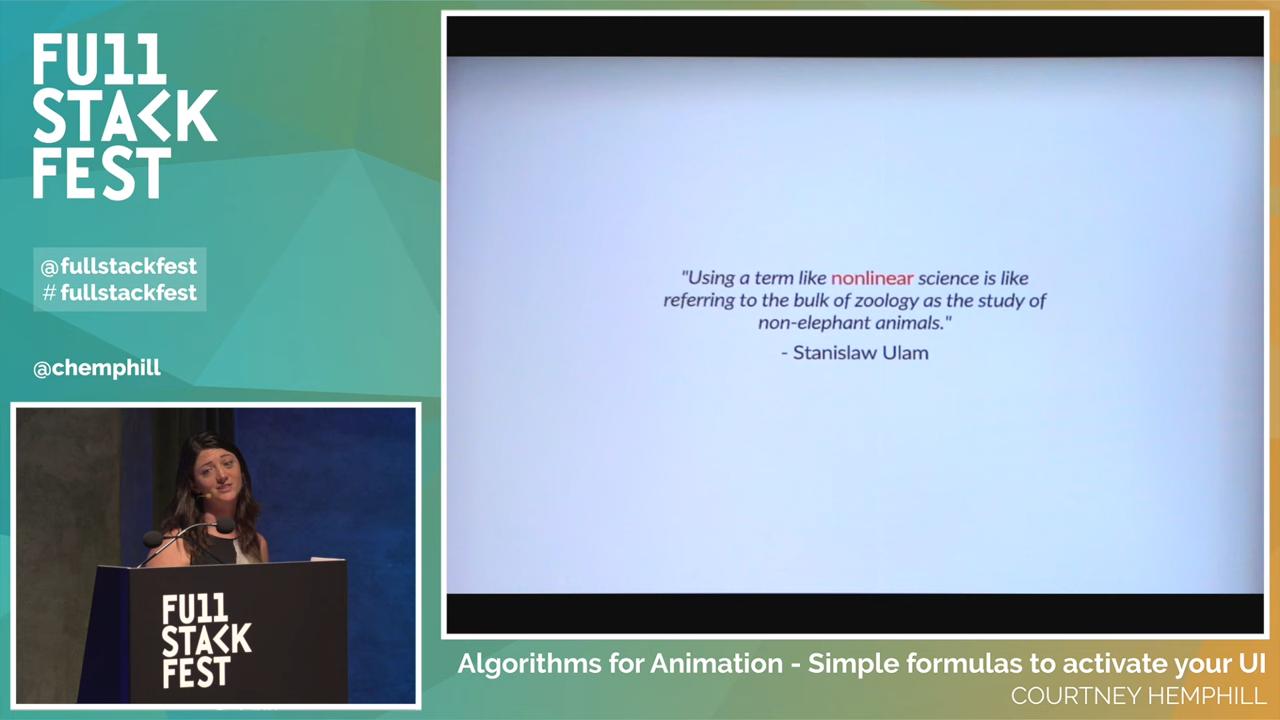 FU11
STACK
FEST
@fullstackfest
# fullstackfest
@chemphill
"Using a term like nonlinear science is like
referring to the bulk of zoology as the study of
non-elephant animals."
- Stanislaw Ulam
FU11
STACK
FEST
Algorithms for Animation - Simple formulas to activate your UI
COURTNEY HEMPHILL